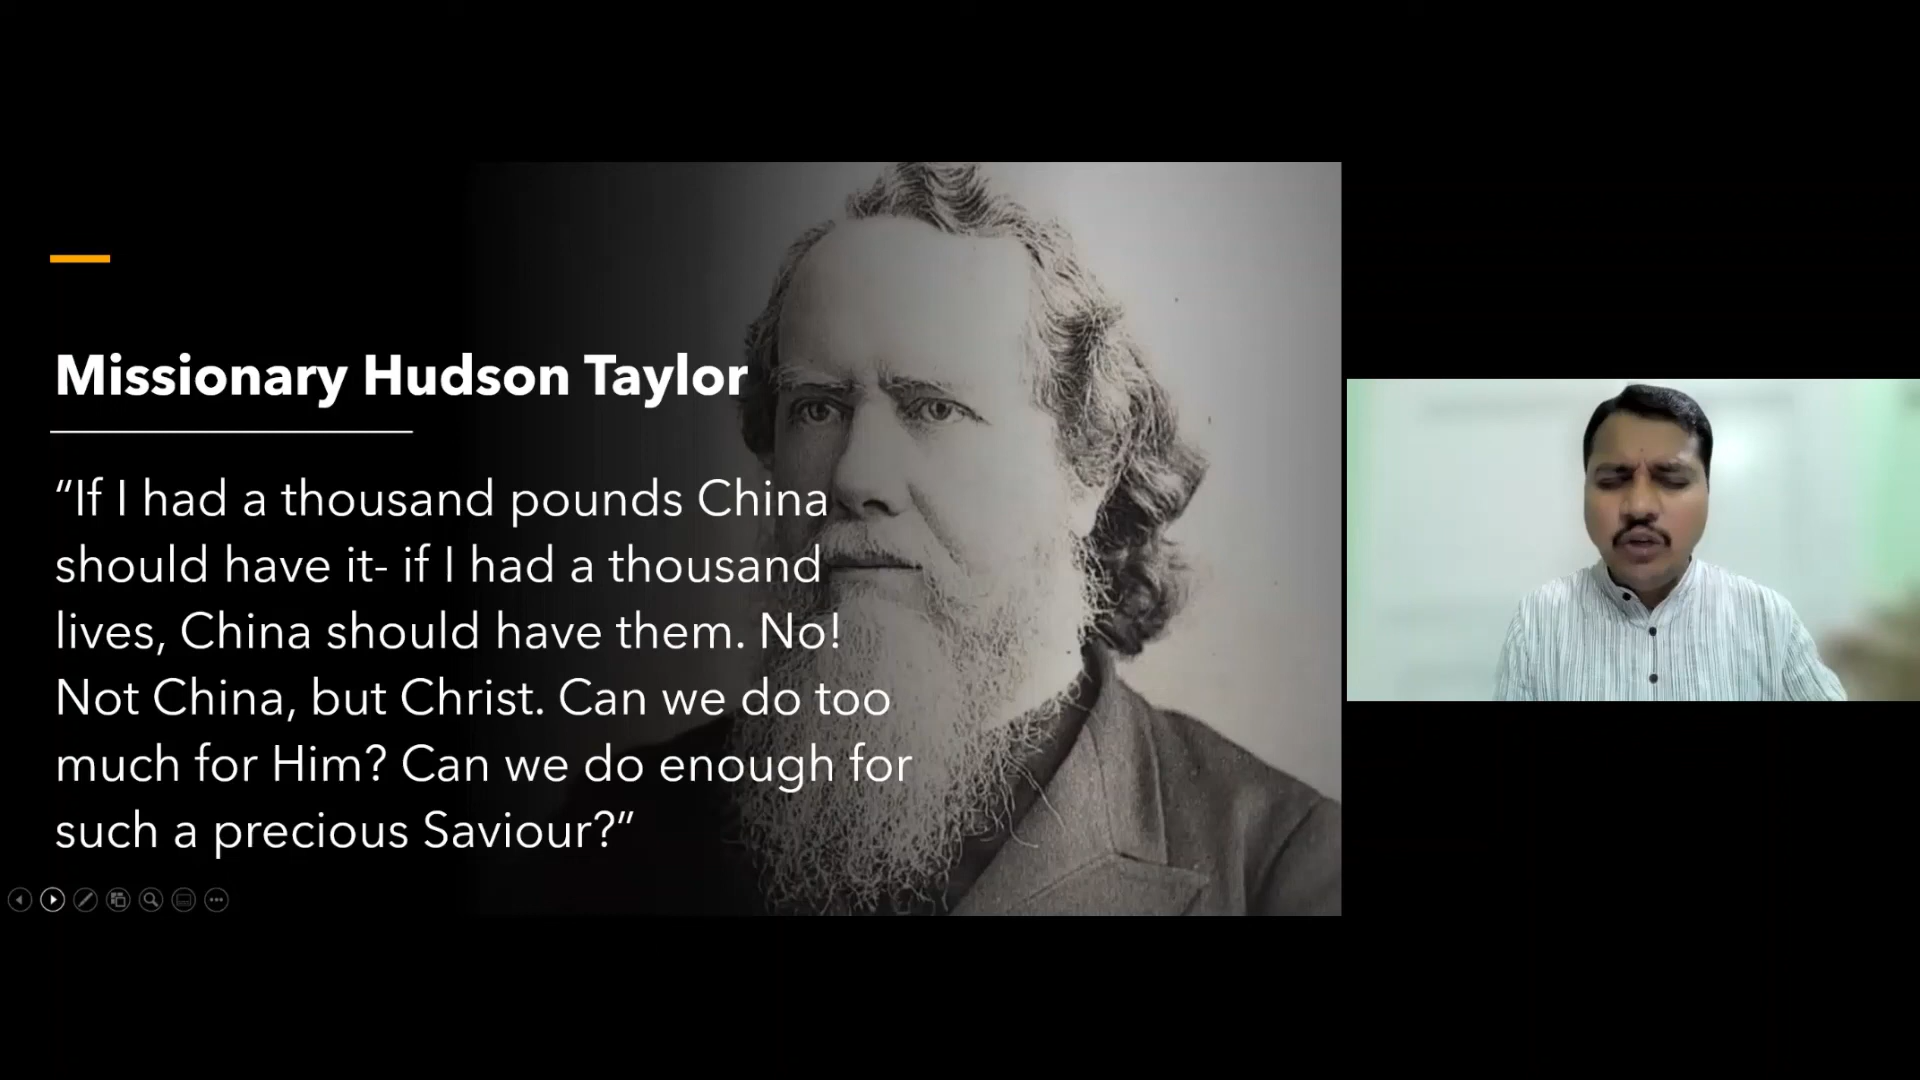 Missionary Hudson Taylor
“If I had a thousand pounds China
should have it- if I had a thousand
lives, China should have them. No!
Not China, but Christ. Can we do too
much for Him? Can we do enough for
such a precious Saviour?”